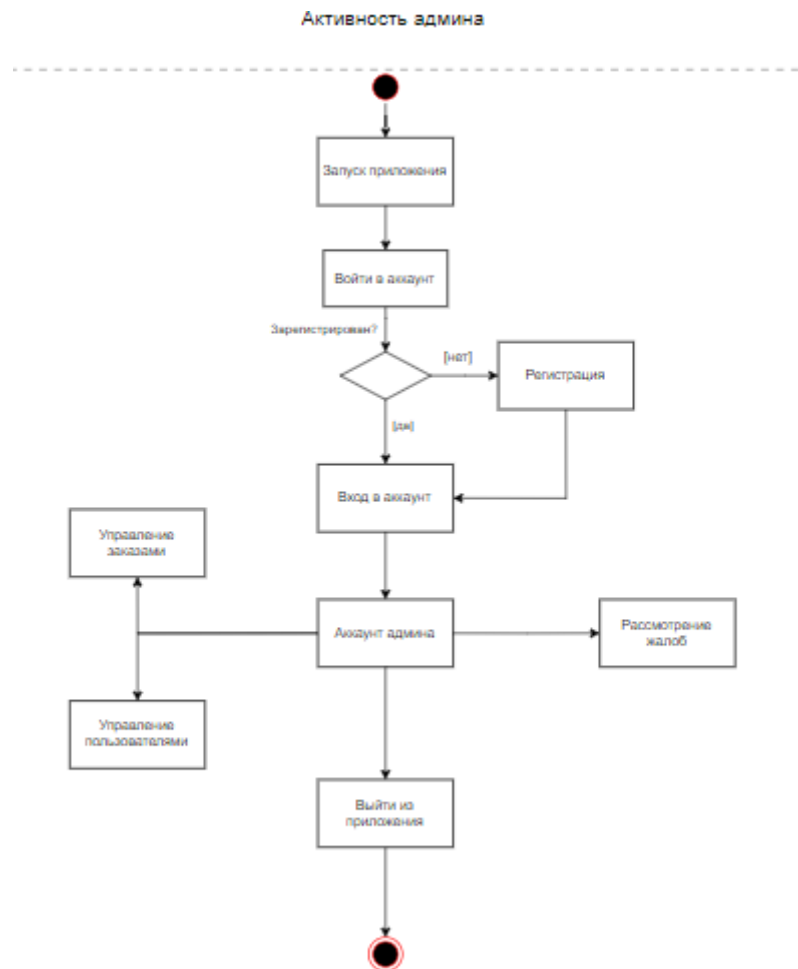 Активность админа
Запуск приложения
Войти в аккаунт
Зарегистрирован?
[нет]
Регистрация
[да]
Вход в аккаунт
Управление
заказами
Аккаунт админа
Рассмотрение
жалоб
Управление
пользователями
Выйти из
приложения